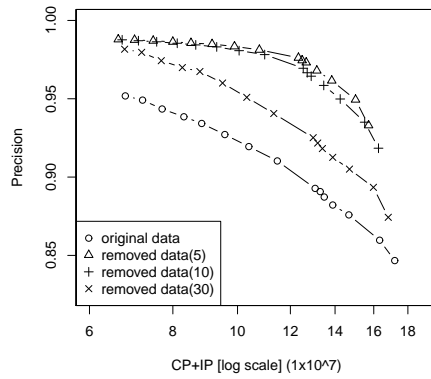 1.00
0.95
0.90
0.85
Precision
original data
removed data(5)
removed data(10)
removed data(30)
6 8 10 12 14 16 18
CP+IP [log scale] (1x10^7)